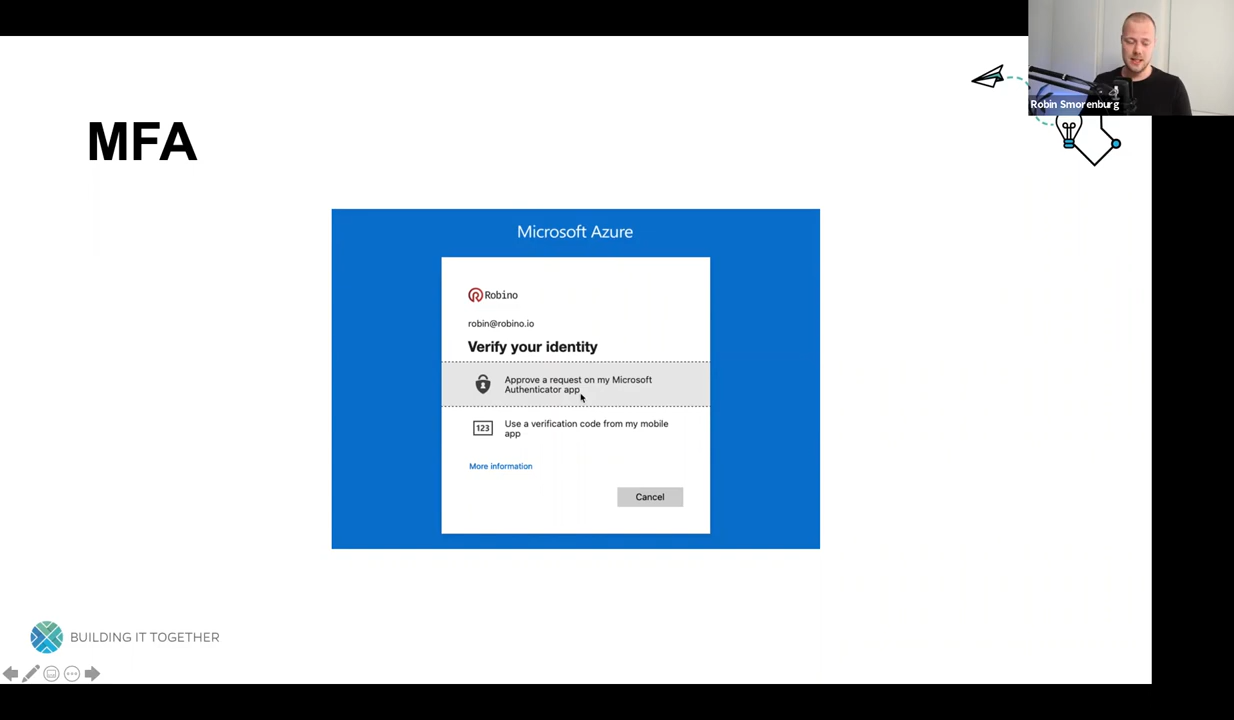 Robin Smorenburg
MFA
Microsoft Azure
Robino
robin@robino.io
Verify your identity
Approve a request on my Microsoft
Authenticator app
123
Use a verification code from my mobile
app
More information
Cancel
BUILDING IT TOGETHER